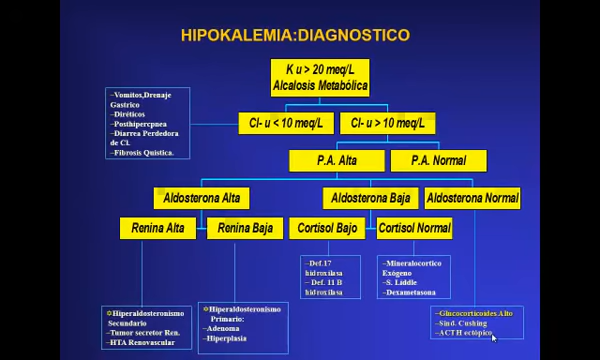 HIPOKALEMIA:DIAGNOSTICO
K u > 20 meq/L
Alcalosis Metabólica
–Vomitos,Drenaje
Gastrico
–Diréticos
–Posthipercpnea
–Diarrea Perdedora
de Cl.
–Fibrosis Quística.
Cl- u < 10 meq/L
Cl- u > 10 meq/L
P.A. Alta
P.A. Normal
Aldosterona Alta
Aldosterona Baja
Aldosterona Normal
Renina Alta
Renina Baja
Cortisol Bajo
Cortisol Normal
–Def.17
hidroxilasa
– Def. 11 B
hidroxilasa
–Mineralocortico
Exógeno
–S. Liddle
–Dexametasona
Hiperaldosteronismo
Secundario
–Tumor secretor Ren.
–HTA Renovascular
Hiperaldosteronismo
Primario:
–Adenoma
–Hiperplasia
–Glucocorticoides.Alto
–Sind. Cushing
–ACTH ectópico